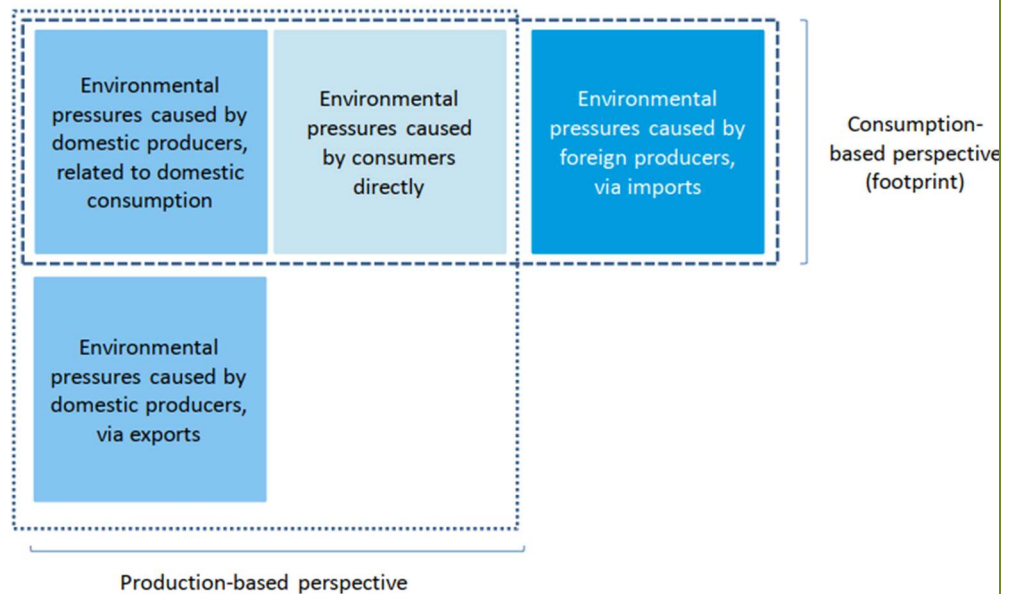 Environmental
pressures caused by
domestic producers,
related to domestic
consumption
Environmental
pressures caused
by consumers
directly
Environmental
pressures caused by
foreign producers,
via imports
Consumption-
based perspective
(footprint)
Environmental
pressures caused by
domestic producers,
via exports
Production-based perspective